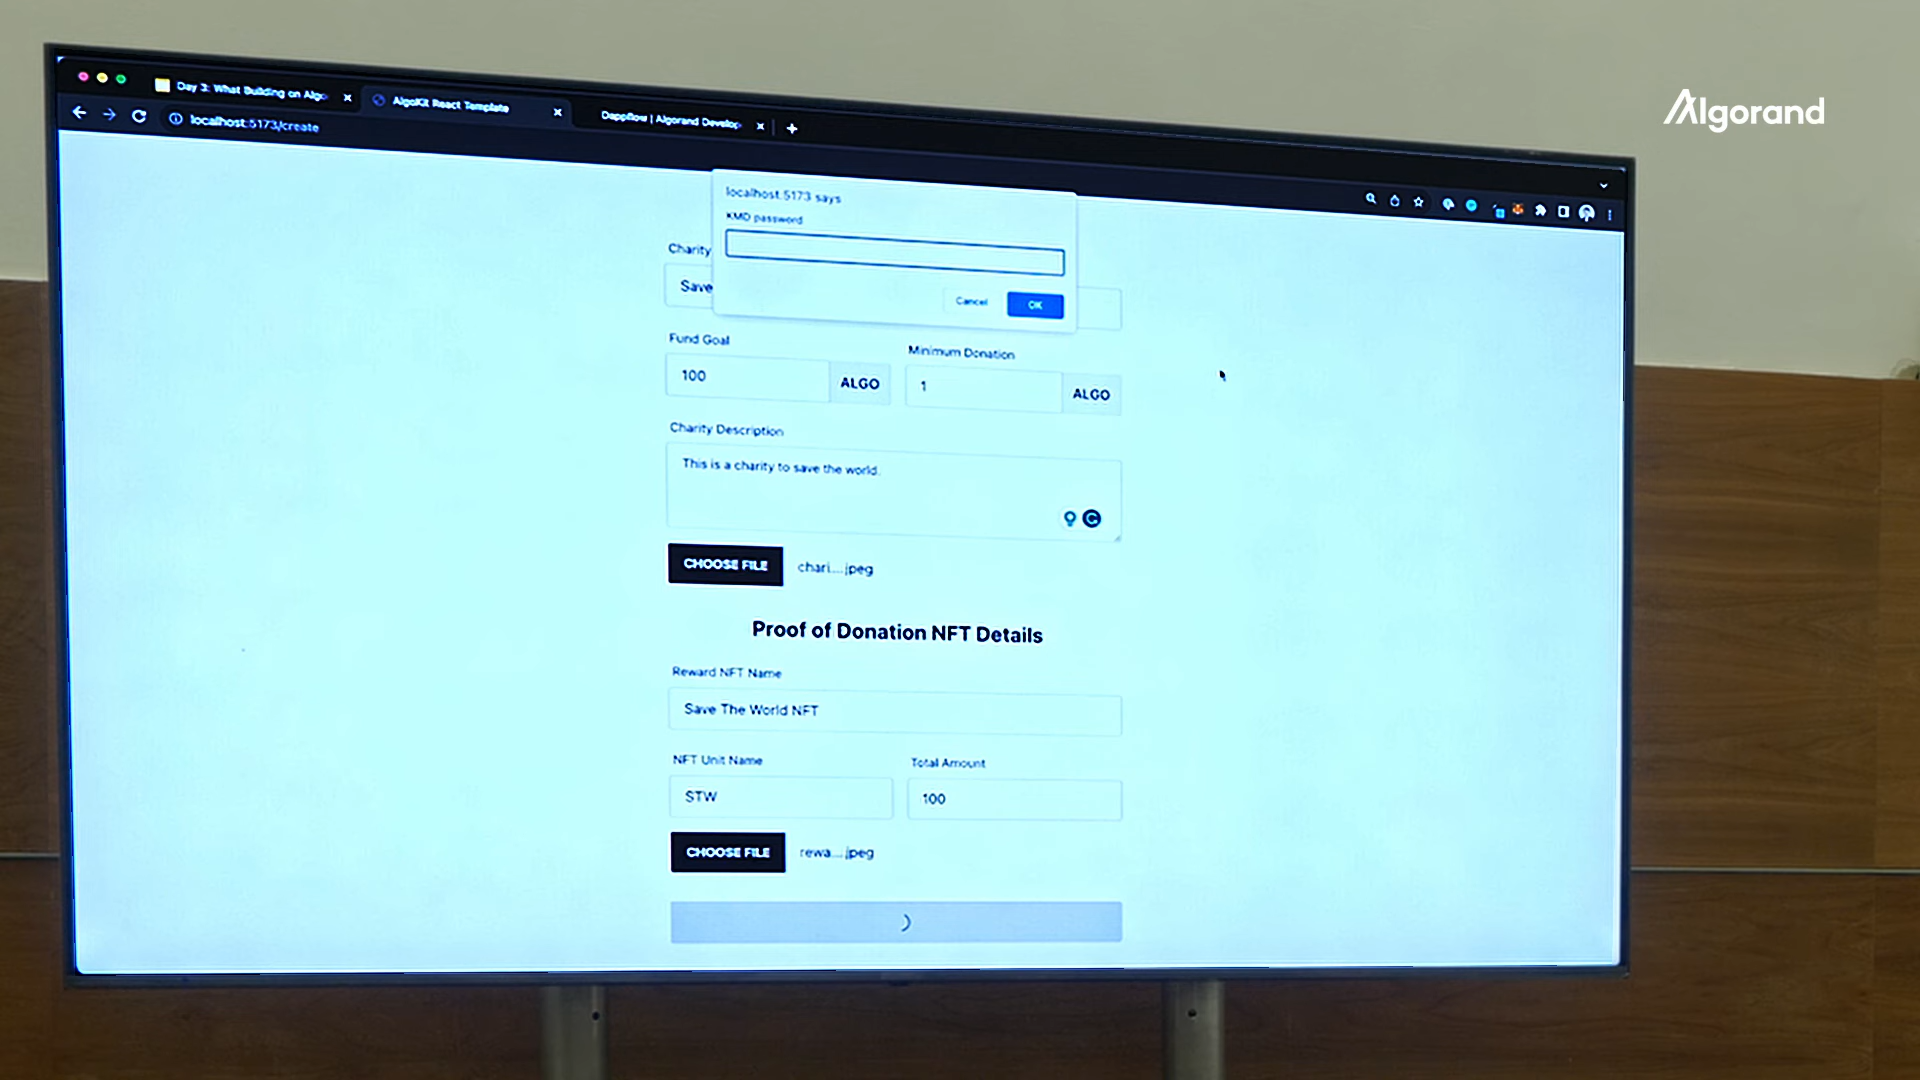 Algorand
Day 3: What Building on Algo
AlgoKit React Template
Dappflow | Algorand Develop
localhost:5173/create
localhost:5173 says
KMD password
Cancel
OK
Charity
Save
Fund Goal
Minimum Donation
100
ALGO
1
ALGO
Charity Description
This is a charity to save the world.
CHOOSE FILE
chari....jpeg
Proof of Donation NFT Details
Reward NFT Name
Save The World NFT
NFT Unit Name
Total Amount
STW
100
CHOOSE FILE
rewa....jpeg